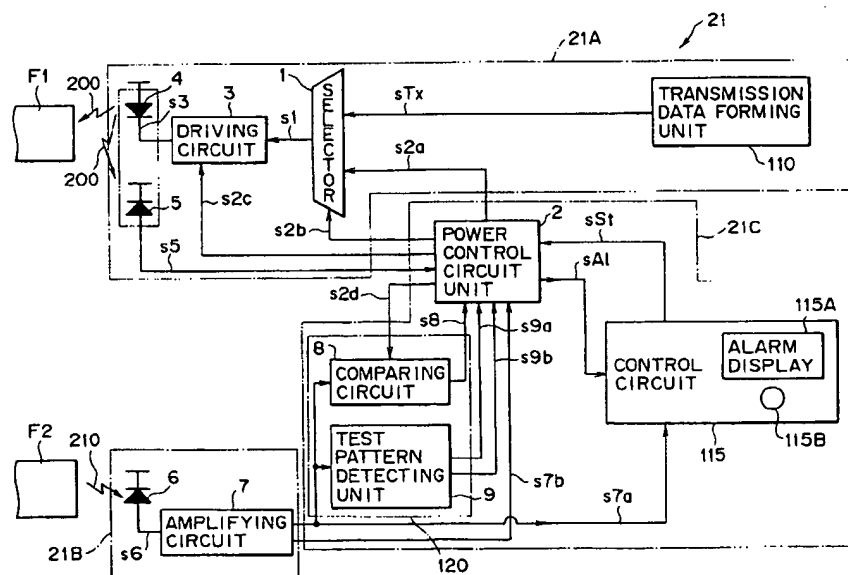 21
21A
F1
200
4
s3
3
DRIVING
CIRCUIT
s1
1
SELECTOR
sTx
TRANSMISSION
DATA FORMING
UNIT
110
200
5
s2c
s2a
s2b
2
POWER
CONTROL
CIRCUIT
UNIT
s5
sSt
21C
sAl
s2d
s8
s9a
s9b
8
COMPARING
CIRCUIT
115A
ALARM
DISPLAY
CONTROL
CIRCUIT
115
115B
TEST
PATTERN
DETECTING
UNIT
9
s7b
F2
210
6
7
AMPLIFYING
CIRCUIT
s6
21B
120
s7a